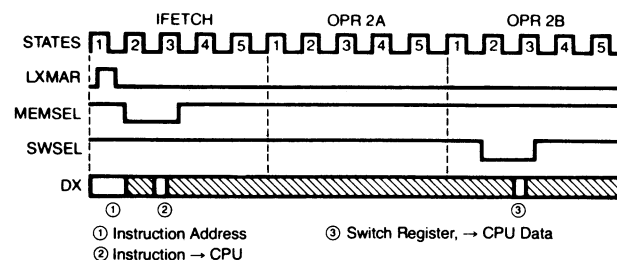 IFETCH OPR 2A OPR 2B
STATES 1 2 3 4 5 1 2 3 4 5 1 2 3 4 5
LXMAR
MEMSEL
SWSEL
DX
① ② ③
① Instruction Address ③ Switch Register, → CPU Data
② Instruction → CPU